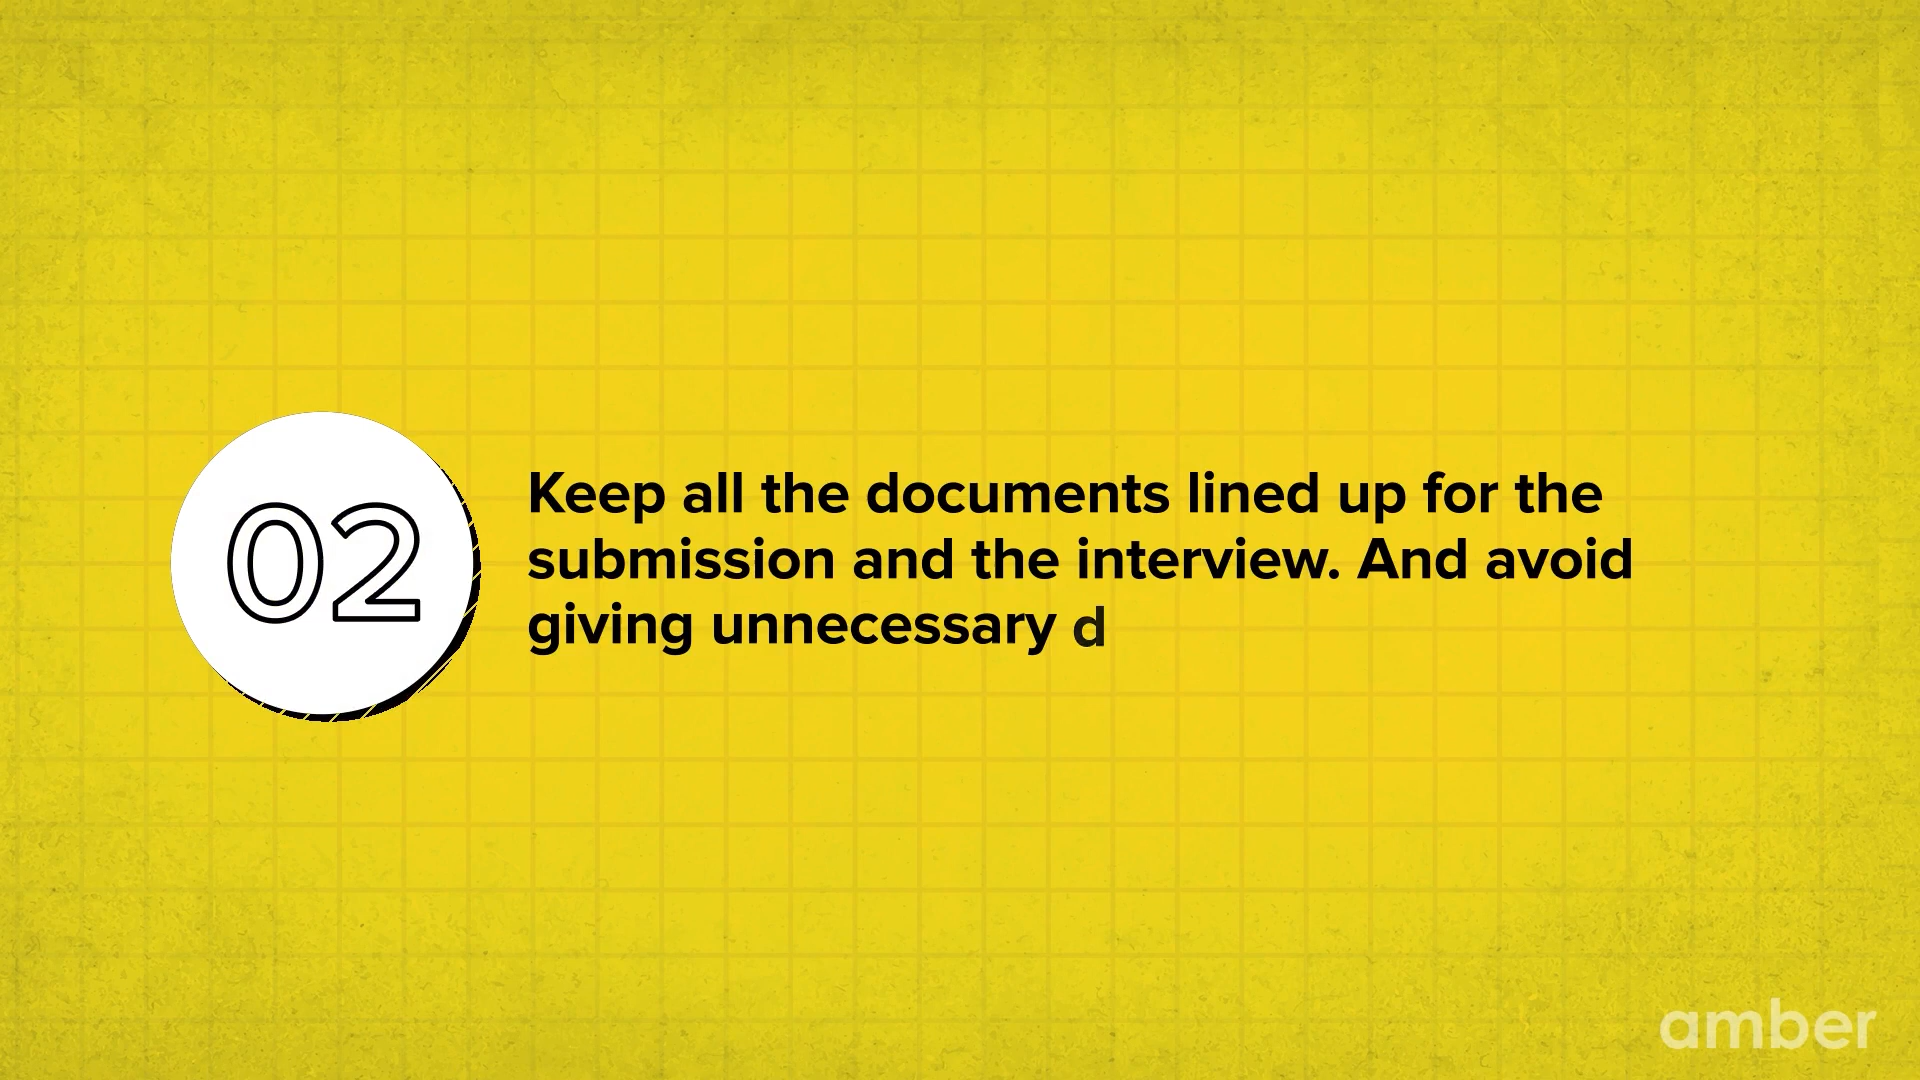 02
Keep all the documents lined up for the
submission and the interview. And avoid
giving unnecessary d
amber